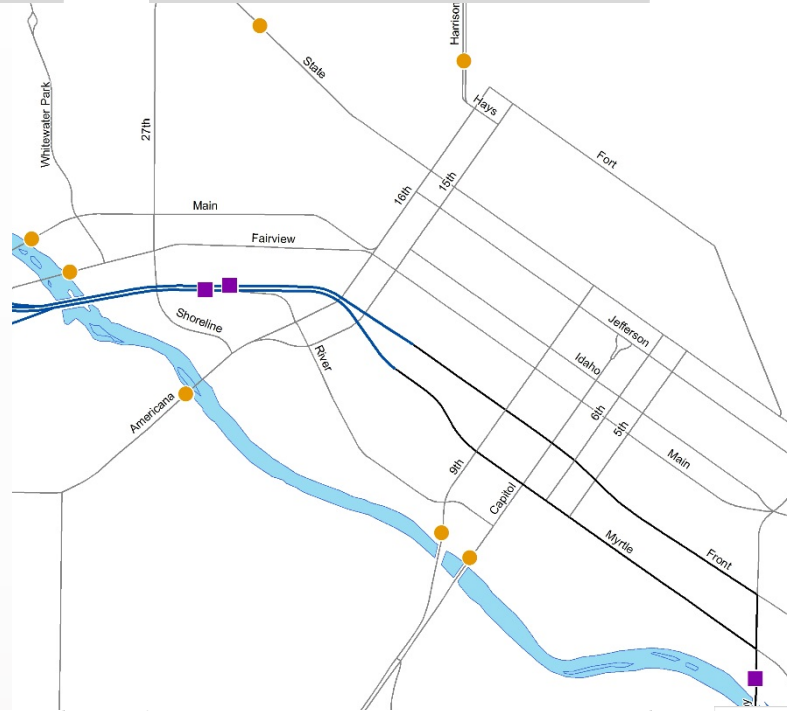 Harrison
State
Hays
Whitewater Park
27th
Fort
15th
16th
Main
Fairview
Shoreline
Jefferson
River
Idaho
Americana
6th
5th
Main
9th
Capitol
Myrtle
Front